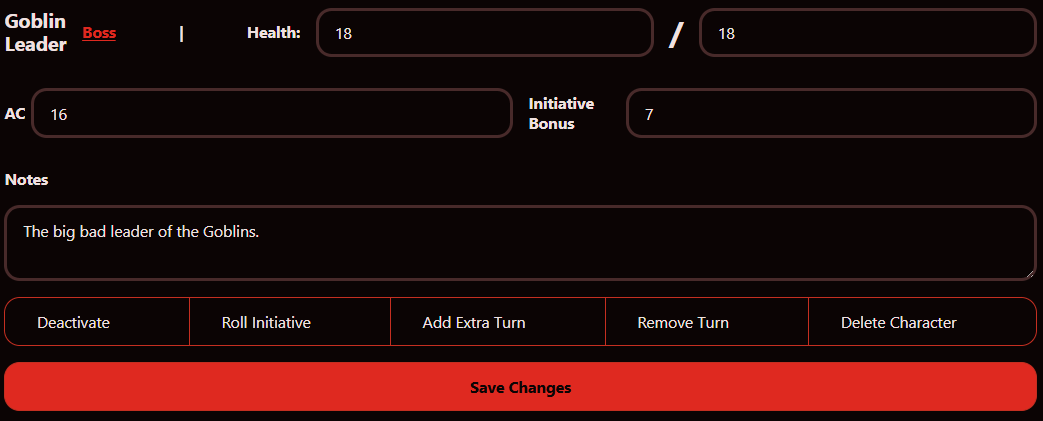 Goblin Leader Boss | Health: 18 / 18
AC 16 Initiative Bonus 7
Notes
The big bad leader of the Goblins.
Deactivate Roll Initiative Add Extra Turn Remove Turn Delete Character
Save Changes